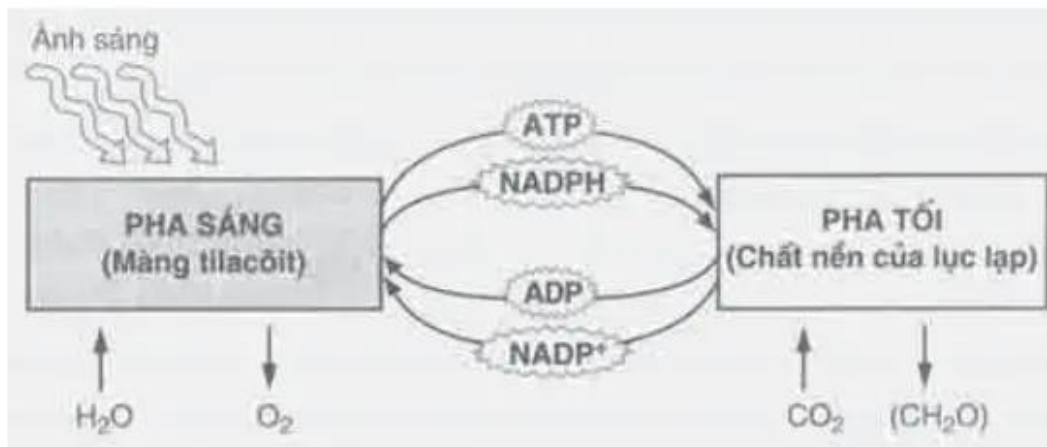 Ánh sáng
ATP
NADPH
PHA SÁNG
(Màng tilacôit)
PHA TỐI
(Chất nền của lục lạp)
ADP
NADP⁺
H₂O
O₂
CO₂
(CH₂O)